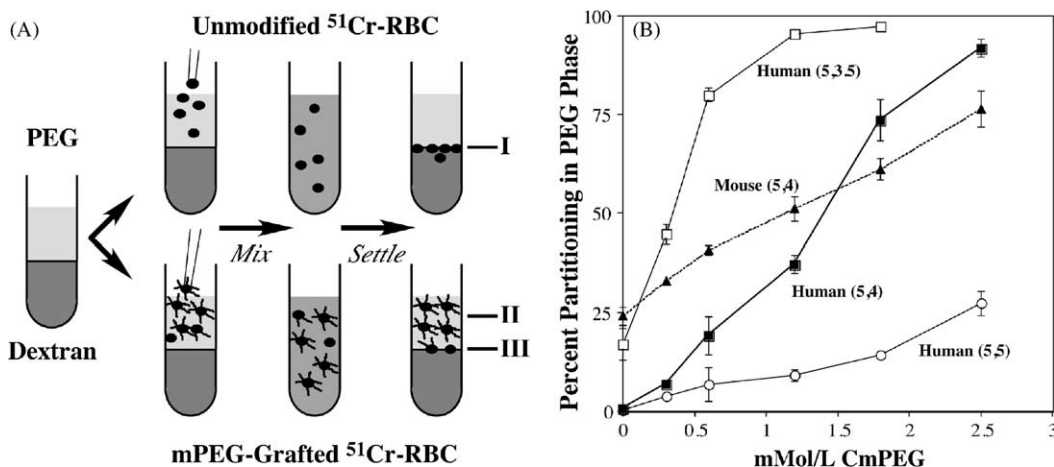 (A)
Unmodified ⁵¹Cr-RBC
PEG
I
Mix
Settle
II
III
Dextran
mPEG-Grafted ⁵¹Cr-RBC
(B)
Percent Partitioning in PEG Phase
100
75
50
25
0
Human (5,3.5)
Mouse (5,4)
Human (5,4)
Human (5,5)
0
0.5
1
1.5
2
2.5
3
mMol/L CmPEG